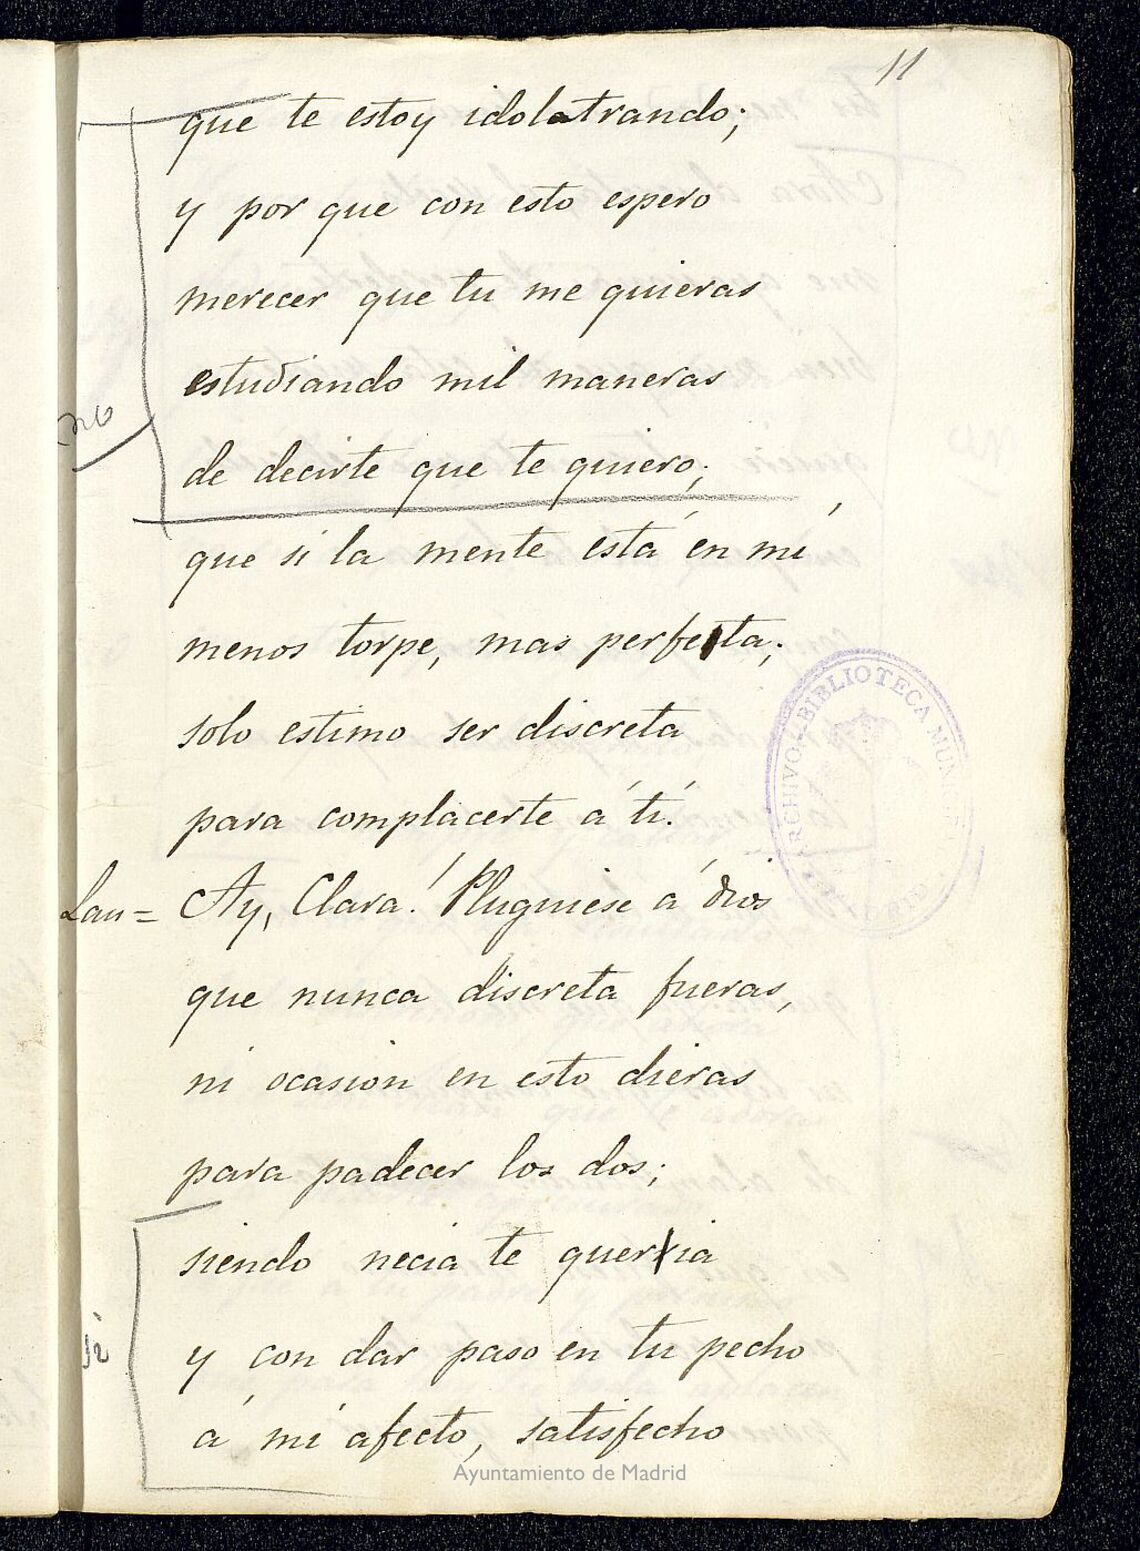 11
que te estoy idolatrando;
y por que con esto espero
merecer que tu me quieras
estudiando mil maneras
no
de decirte que te quiero;
que si la mente está en mí
menos torpe, mas perfecta;
solo estimo ser discreta
para complacerte á tí.
Lau = Ay, Clara! Pluguiese á dios
que nunca discreta fueras,
ni ocasion en esto dieras
para padecer los dos;
siendo necia te querria
sí
y con dar paso en tu pecho
á mi afecto, satisfecho
ARCHIVO-BIBLIOTECA MUNICIPAL
MADRID
Ayuntamiento de Madrid